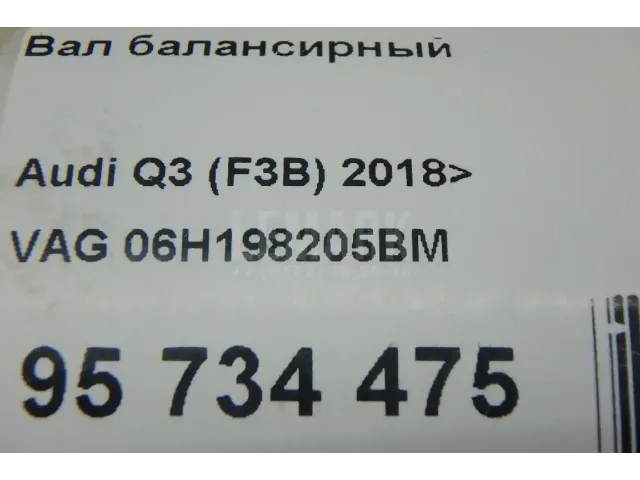 Вал балансирный
Audi Q3 (F3B) 2018>
VAG 06H198205BM
95 734 475